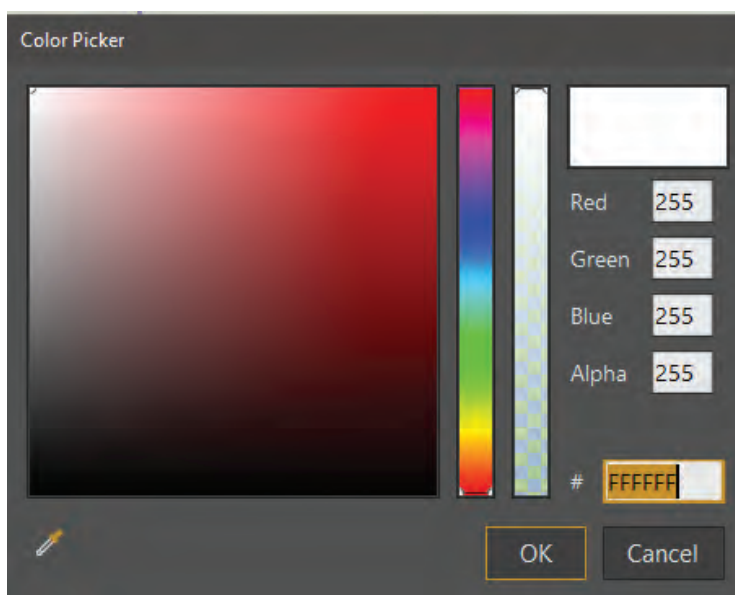 Color Picker
Red 255
Green 255
Blue 255
Alpha 255
# FFFFFF
OK Cancel